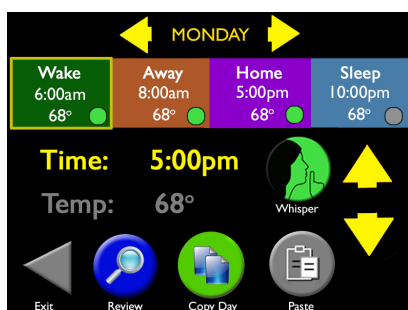 MONDAY
Wake Away Home Sleep
6:00am 8:00am 5:00pm 10:00pm
68° 68° 68° 68°
Time: 5:00pm
Temp: 68°
Whisper
Exit Review Copy Day Paste